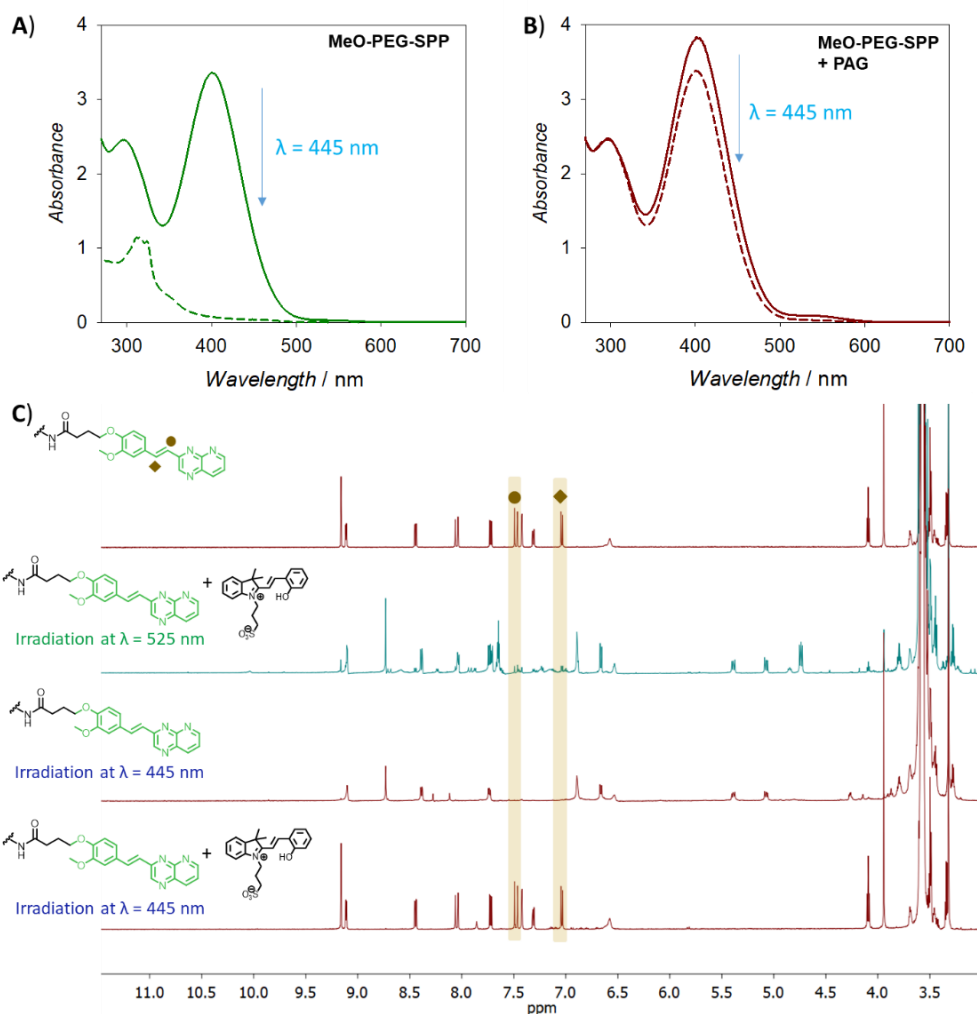 A)
MeO-PEG-SPP
λ = 445 nm
Absorbance
4
3
2
1
0
300 400 500 600 700
Wavelength / nm
B)
MeO-PEG-SPP
+ PAG
λ = 445 nm
Absorbance
4
3
2
1
0
300 400 500 600 700
Wavelength / nm
C)
O
N
H
O
O
N
N
N
O
N
H
O
O
N
N
N
+
N
⊕
HO
SO₃
⊖
Irradiation at λ = 525 nm
O
N
H
O
O
N
N
N
Irradiation at λ = 445 nm
O
N
H
O
O
N
N
N
+
N
⊕
HO
SO₃
⊖
Irradiation at λ = 445 nm
11.0 10.5 10.0 9.5 9.0 8.5 8.0 7.5 7.0 6.5 6.0 5.5 5.0 4.5 4.0 3.5
ppm